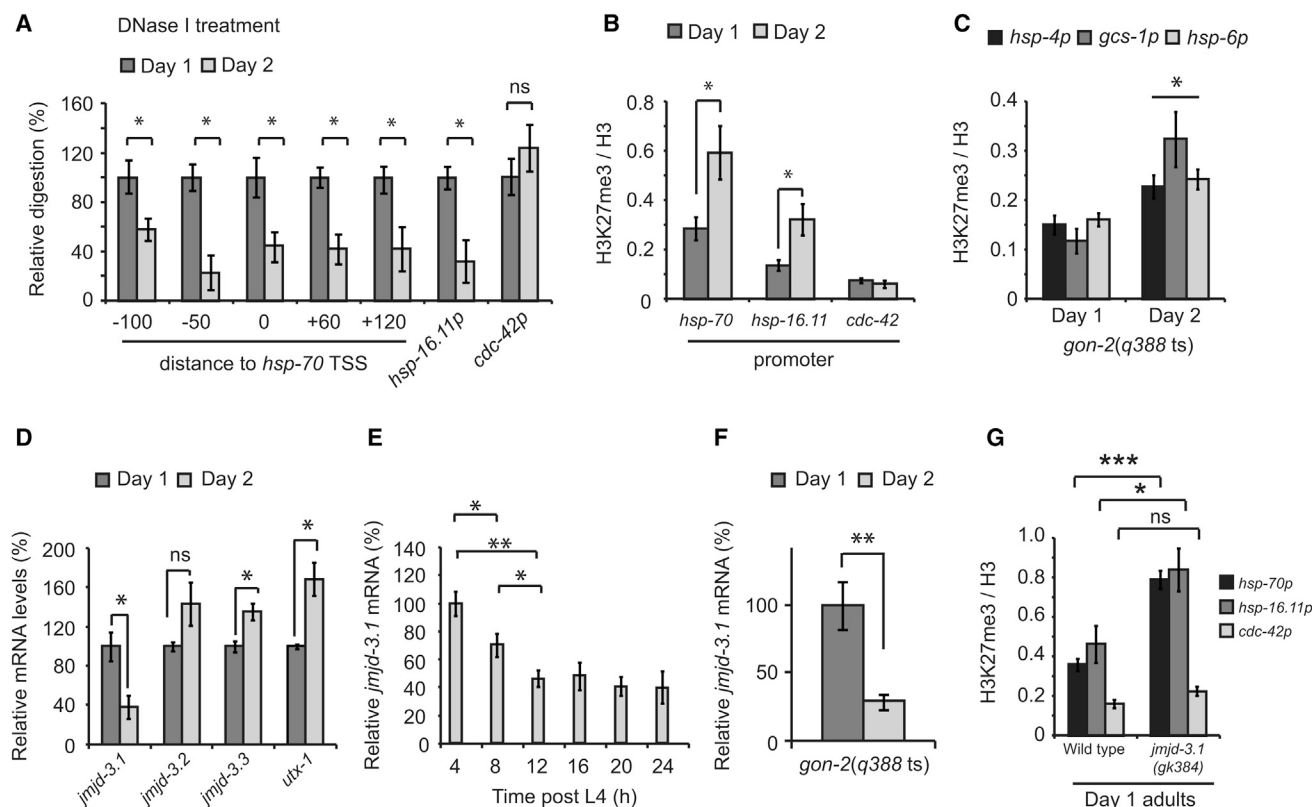 A
DNase I treatment
Day 1 Day 2
Relative digestion (%)
160
120
80
40
0
* * * * * * ns
-100 -50 0 +60 +120 hsp-16.11p cdc-42p
distance to hsp-70 TSS
B
Day 1 Day 2
H3K27me3 / H3
0.8
0.6
0.4
0.2
0
* *
hsp-70 hsp-16.11 cdc-42
promoter
C
hsp-4p gcs-1p hsp-6p
H3K27me3 / H3
0.4
0.3
0.2
0.1
0
*
Day 1 Day 2
gon-2(q388 ts)
D
Day 1 Day 2
Relative mRNA levels (%)
200
160
120
80
40
0
* ns * *
jmjd-3.1 jmjd-3.2 jmjd-3.3 utx-1
E
Relative jmjd-3.1 mRNA (%)
140
120
100
80
60
40
20
0
*
**
*
4 8 12 16 20 24
Time post L4 (h)
F
Day 1 Day 2
Relative jmjd-3.1 mRNA (%)
100
50
0
**
gon-2(q388 ts)
G
***
*
ns
H3K27me3 / H3
1.0
0.8
0.6
0.4
0.2
0
hsp-70p
hsp-16.11p
cdc-42p
Wild type jmjd-3.1
(gk384)
Day 1 adults